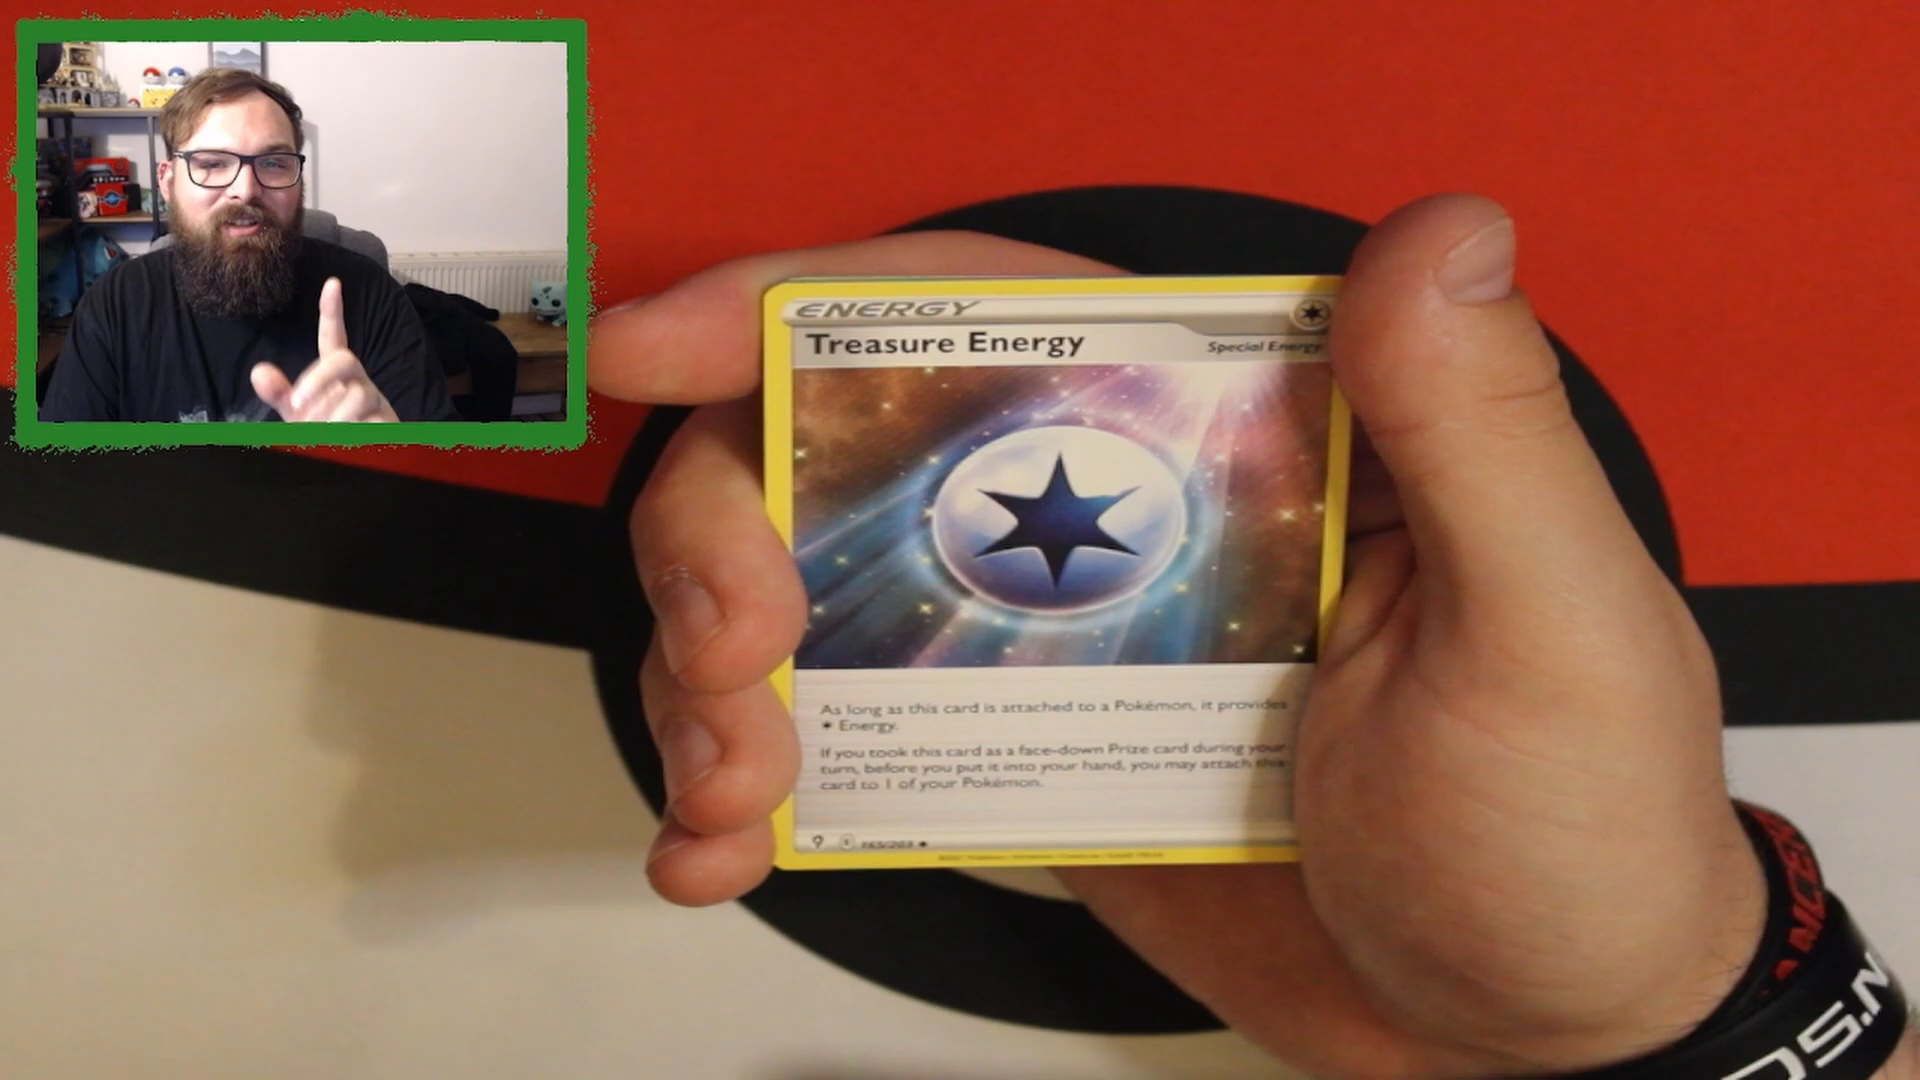 ENERGY
Treasure Energy
Special Energy
As long as this card is attached to a Pokémon, it provides
Energy.
If you took this card as a face-down Prize card during your
turn, before you put it into your hand, you may attach this
card to 1 of your Pokémon.
165/203